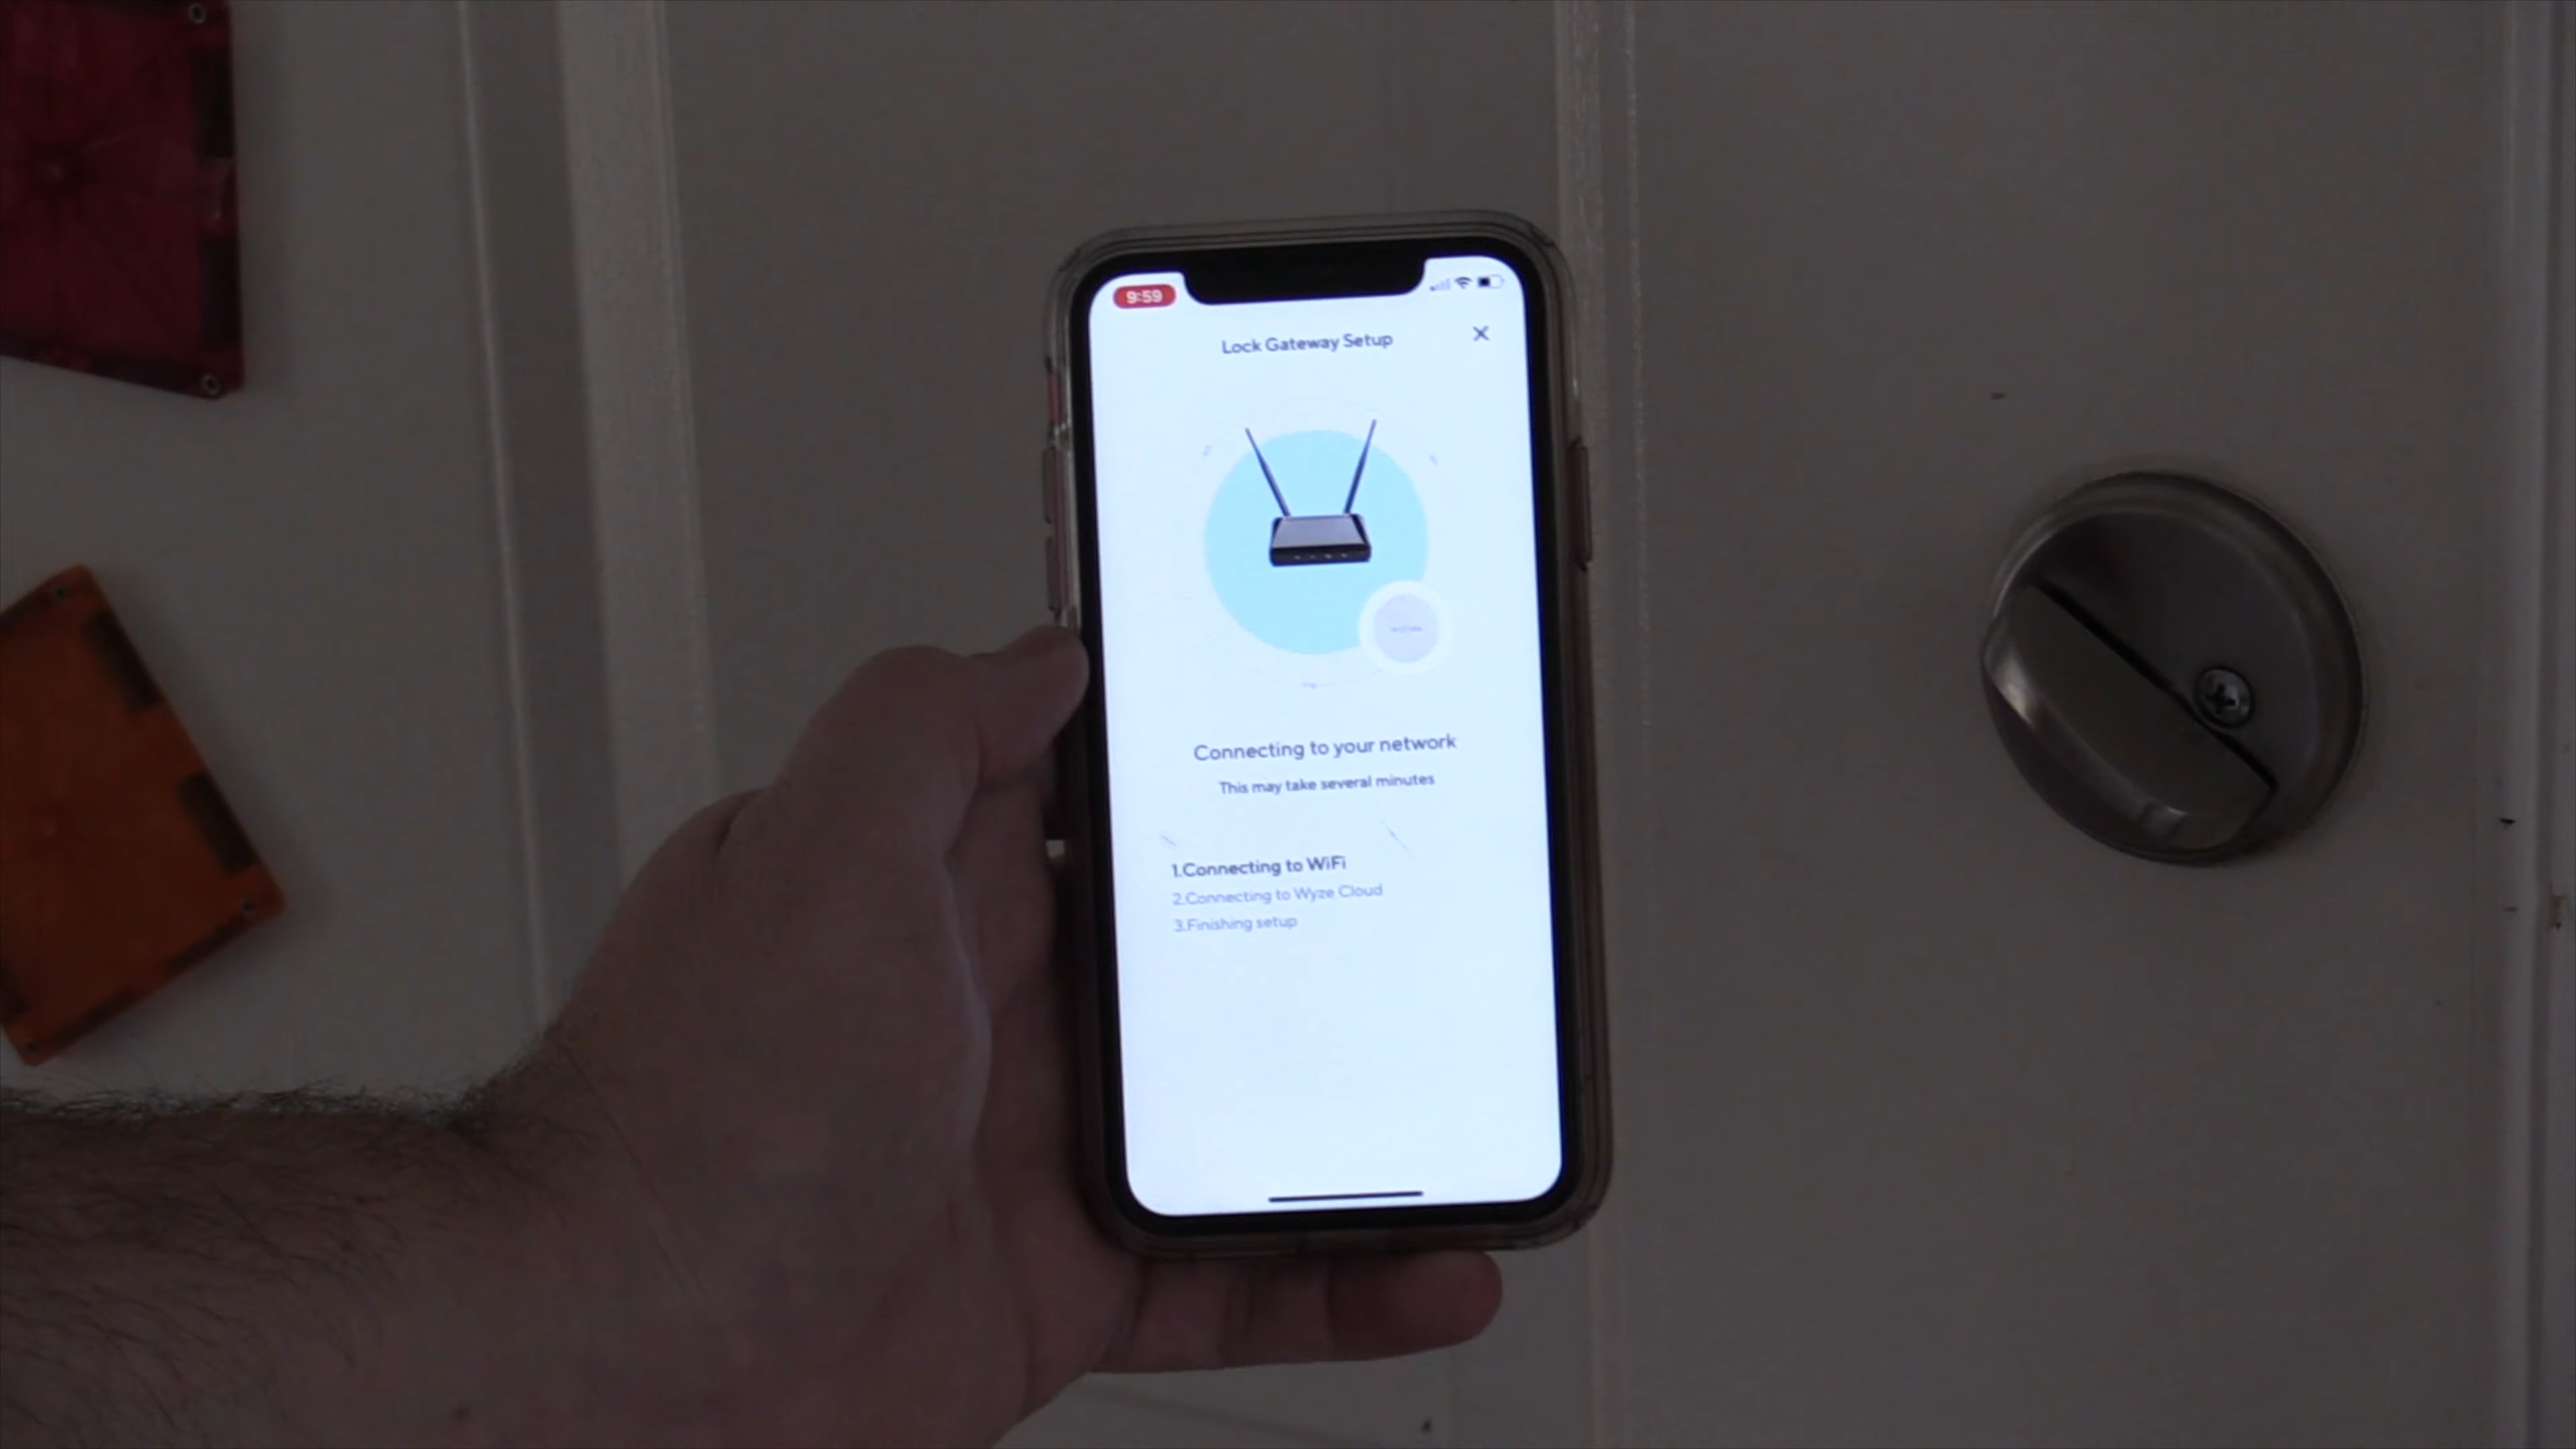 9:59
Lock Gateway Setup
Connecting to your network
This may take several minutes
1.Connecting to WiFi
2.Connecting to Wyze Cloud
3.Finishing setup